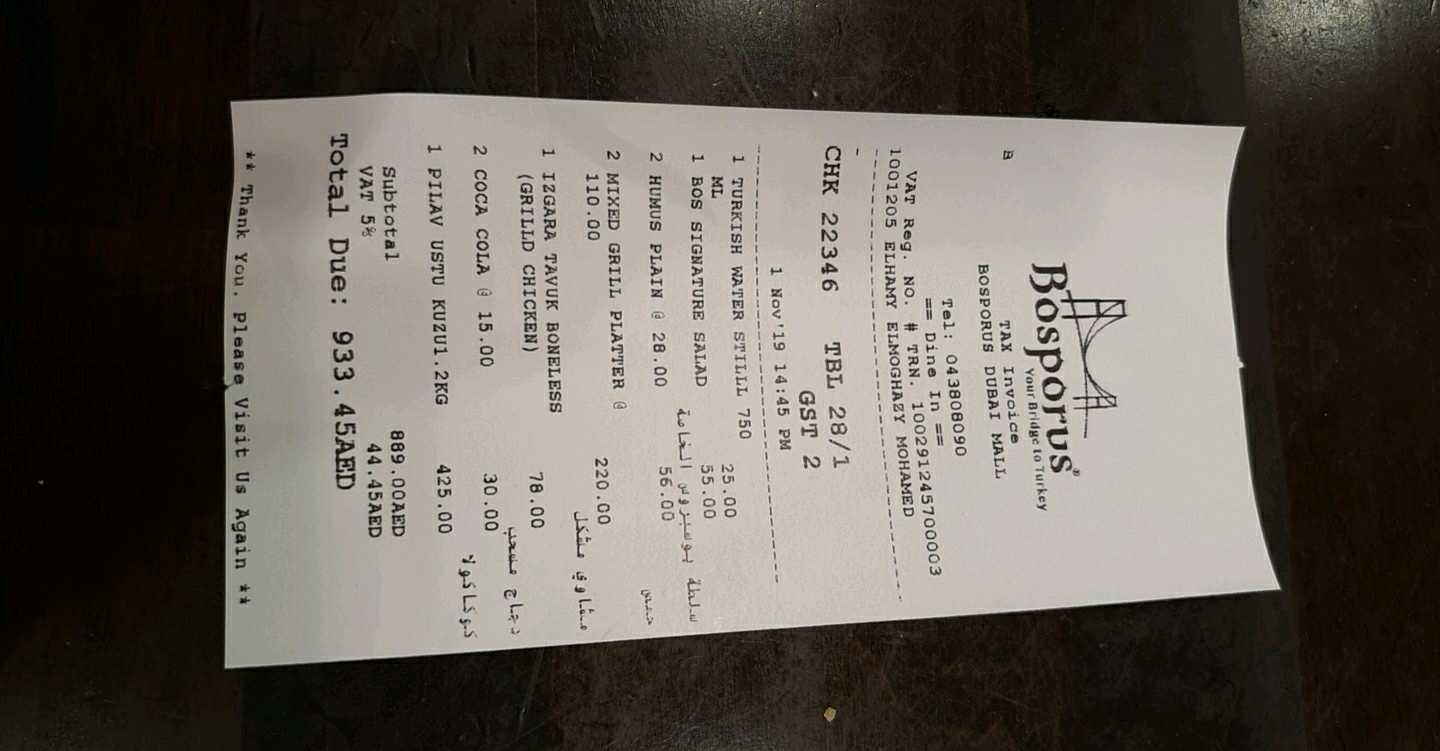 Bosporus®
Your Bridge to Turkey
B
TAX Invoice
BOSPORUS DUBAI MALL
Tel: 043808090
== Dine In ==
VAT Reg. NO. # TRN. 100291245700003
1001205 ELHAMY ELMOGHAZY MOHAMED
CHK 22346 TBL 28/1
GST 2
1 Nov'19 14:45 PM
1 TURKISH WATER STILLL 750
ML 25.00
1 BOS SIGNATURE SALAD 55.00
سلطة بوسبروس الخاصة
2 HUMUS PLAIN @ 28.00 56.00
حمص
2 MIXED GRILL PLATTER @
110.00 220.00
مشاوي مشكل
1 IZGARA TAVUK BONELESS
(GRILLD CHICKEN) 78.00
دجاج مسحب
2 COCA COLA @ 15.00 30.00
كوكاكولا
1 PILAV USTU KUZU1.2KG 425.00
Subtotal 889.00AED
VAT 5% 44.45AED
Total Due: 933.45AED
** Thank You. Please Visit Us Again **